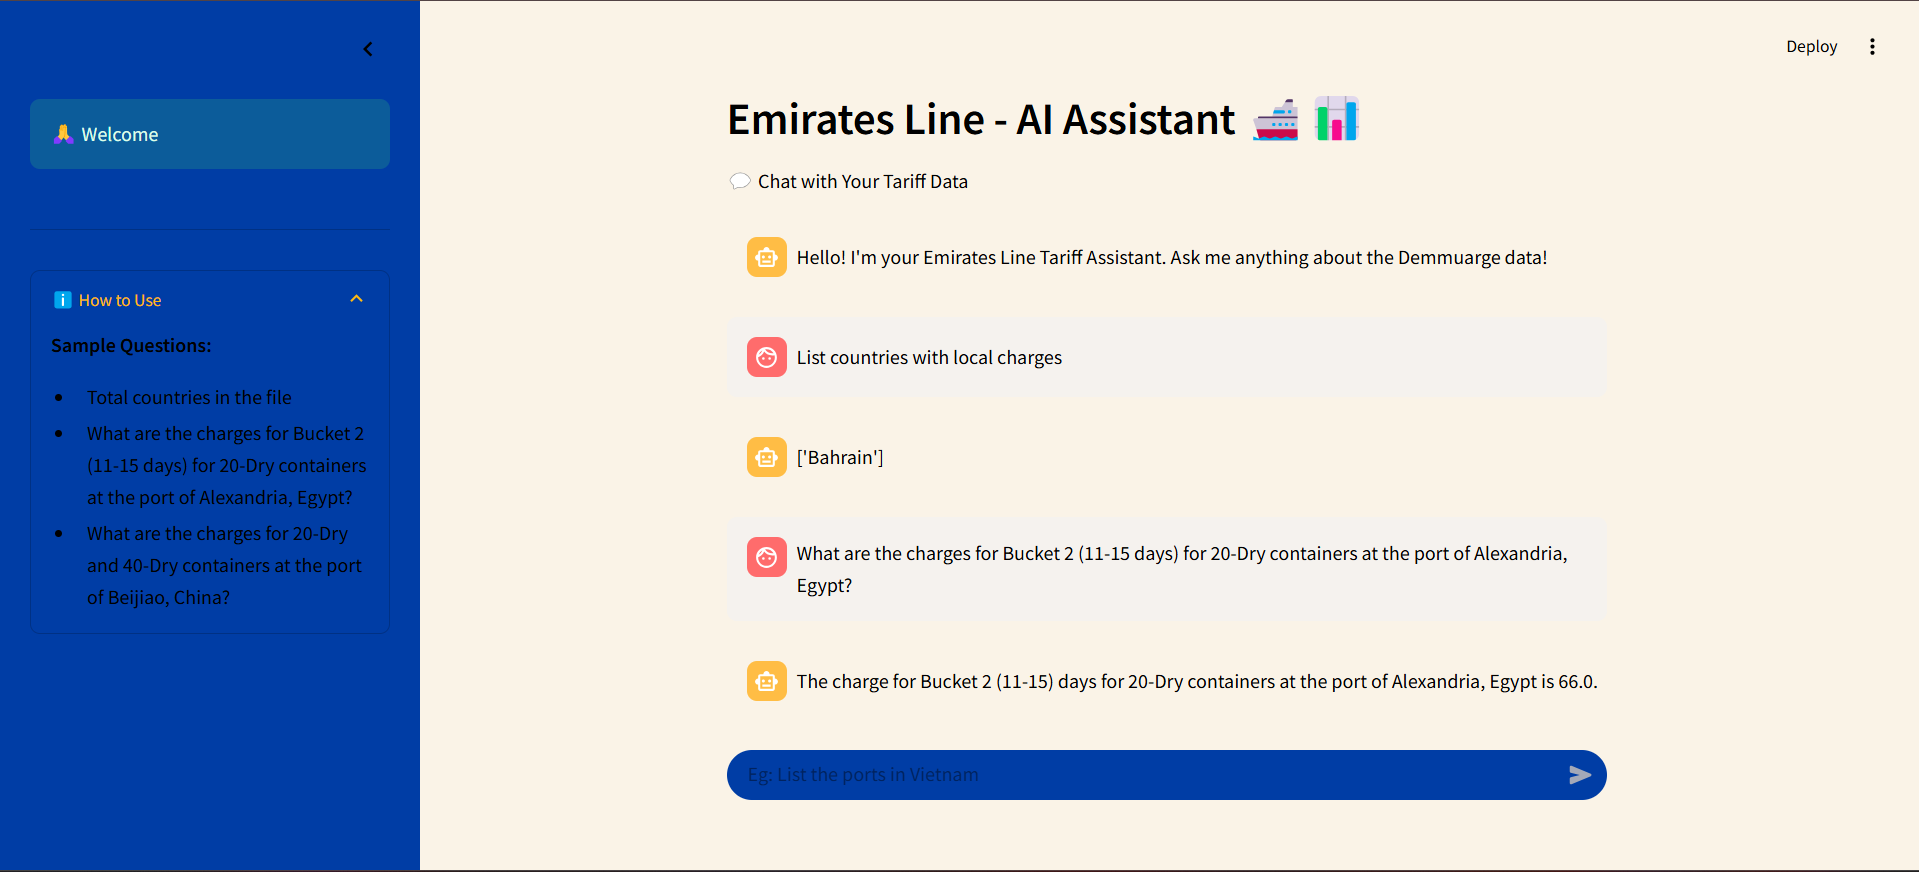 Welcome
How to Use
Sample Questions:
Total countries in the file
What are the charges for Bucket 2
(11-15 days) for 20-Dry containers
at the port of Alexandria, Egypt?
What are the charges for 20-Dry
and 40-Dry containers at the port
of Beijiao, China?
Deploy
Emirates Line - AI Assistant
Chat with Your Tariff Data
Hello! I'm your Emirates Line Tariff Assistant. Ask me anything about the Demmuarge data!
List countries with local charges
['Bahrain']
What are the charges for Bucket 2 (11-15 days) for 20-Dry containers at the port of Alexandria,
Egypt?
The charge for Bucket 2 (11-15) days for 20-Dry containers at the port of Alexandria, Egypt is 66.0.
Eg: List the ports in Vietnam